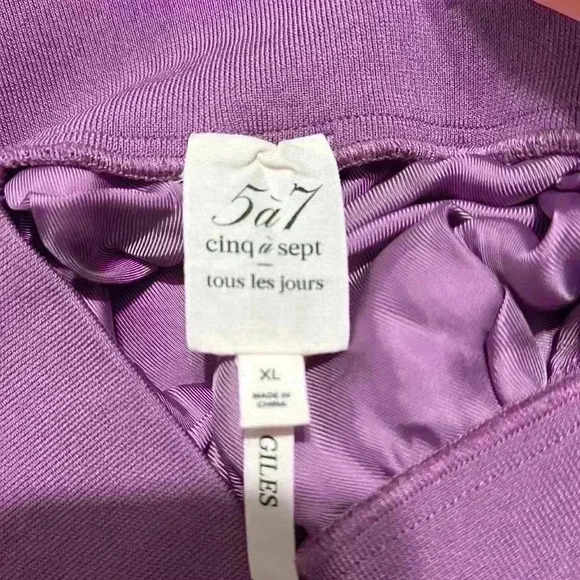 5à7
cinq à sept
tous les jours
XL
MADE IN
CHINA
GILES